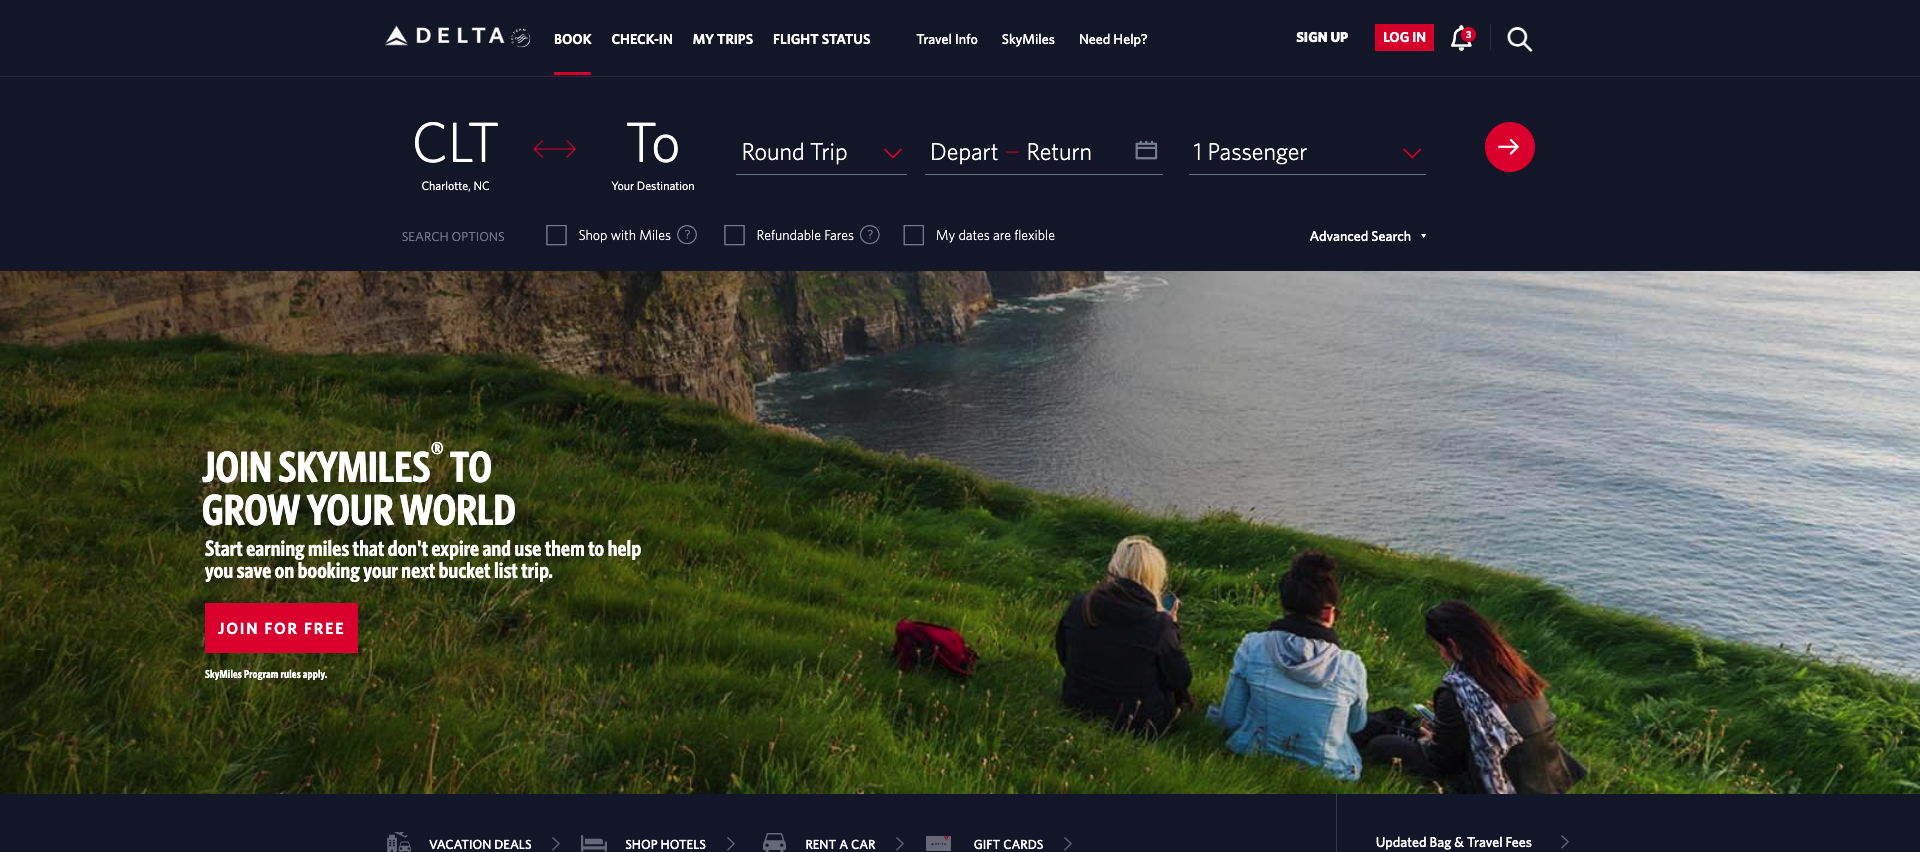 DELTA
BOOK CHECK-IN MY TRIPS FLIGHT STATUS Travel Info SkyMiles Need Help? SIGN UP LOG IN 3
CLT To Round Trip Depart – Return 1 Passenger
Charlotte, NC Your Destination
SEARCH OPTIONS Shop with Miles ? Refundable Fares ? My dates are flexible Advanced Search
JOIN SKYMILES® TO
GROW YOUR WORLD
Start earning miles that don't expire and use them to help
you save on booking your next bucket list trip.
JOIN FOR FREE
SkyMiles Program rules apply.
VACATION DEALS SHOP HOTELS RENT A CAR GIFT CARDS Updated Bag & Travel Fees